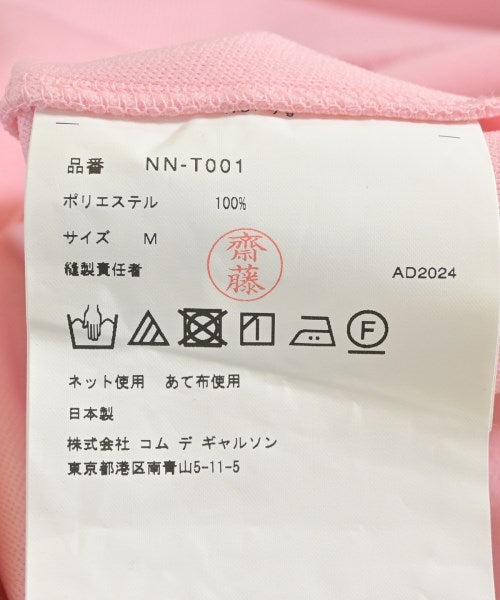 品番 NN-T001
ポリエステル 100%
サイズ M
縫製責任者 齋藤 AD2024
F
ネット使用 あて布使用
日本製
株式会社 コム デ ギャルソン
東京都港区南青山5-11-5